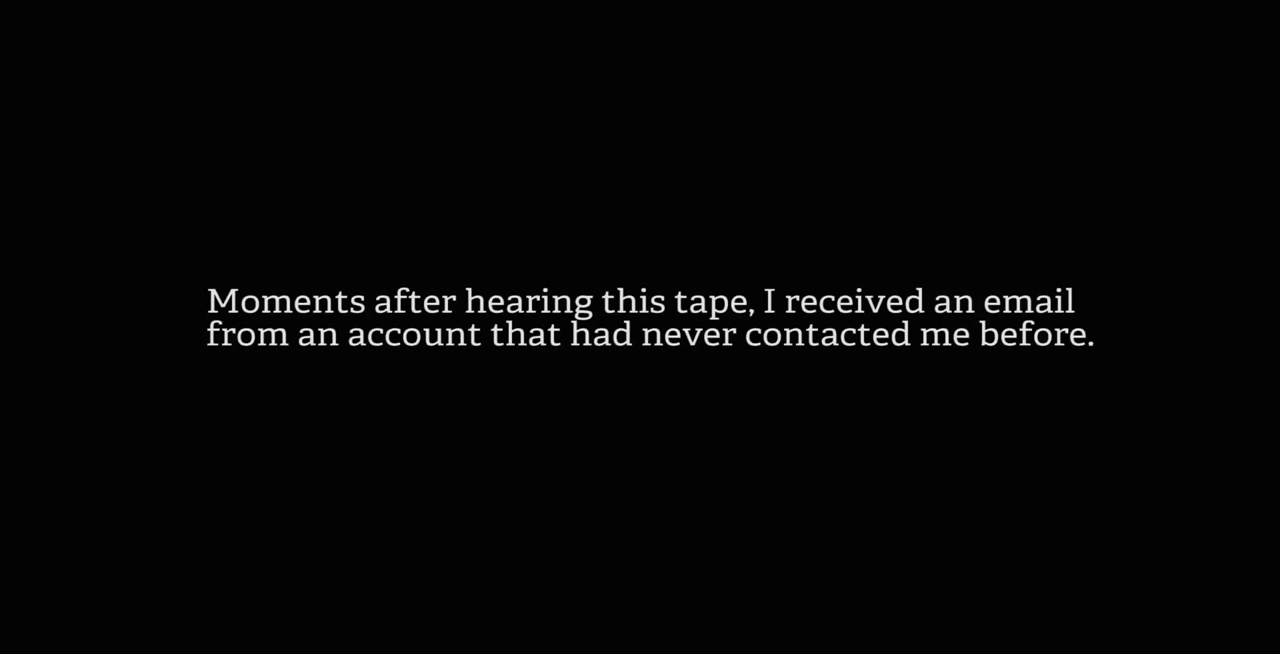 Moments after hearing this tape, I received an email
from an account that had never contacted me before.